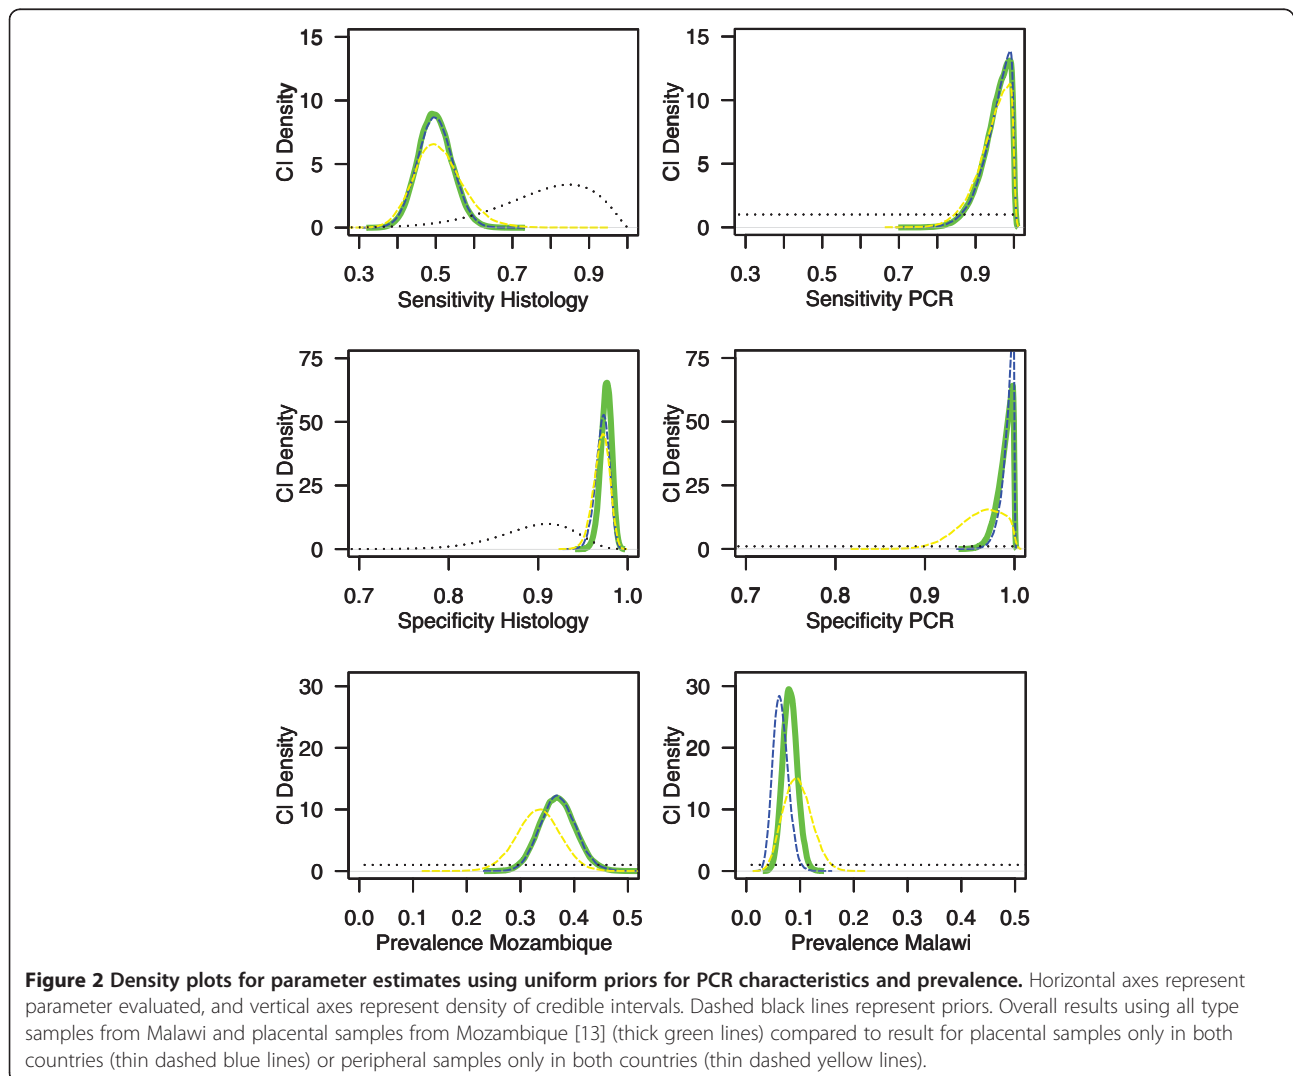 15
10
5
0
CI Density
0.3 0.5 0.7 0.9
Sensitivity Histology
15
10
5
0
CI Density
0.3 0.5 0.7 0.9
Sensitivity PCR
75
50
25
0
CI Density
0.7 0.8 0.9 1.0
Specificity Histology
75
50
25
0
CI Density
0.7 0.8 0.9 1.0
Specificity PCR
30
20
10
0
CI Density
0.0 0.1 0.2 0.3 0.4 0.5
Prevalence Mozambique
30
20
10
0
CI Density
0.0 0.1 0.2 0.3 0.4 0.5
Prevalence Malawi
Figure 2 Density plots for parameter estimates using uniform priors for PCR characteristics and prevalence. Horizontal axes represent
parameter evaluated, and vertical axes represent density of credible intervals. Dashed black lines represent priors. Overall results using all type
samples from Malawi and placental samples from Mozambique [13] (thick green lines) compared to result for placental samples only in both
countries (thin dashed blue lines) or peripheral samples only in both countries (thin dashed yellow lines).